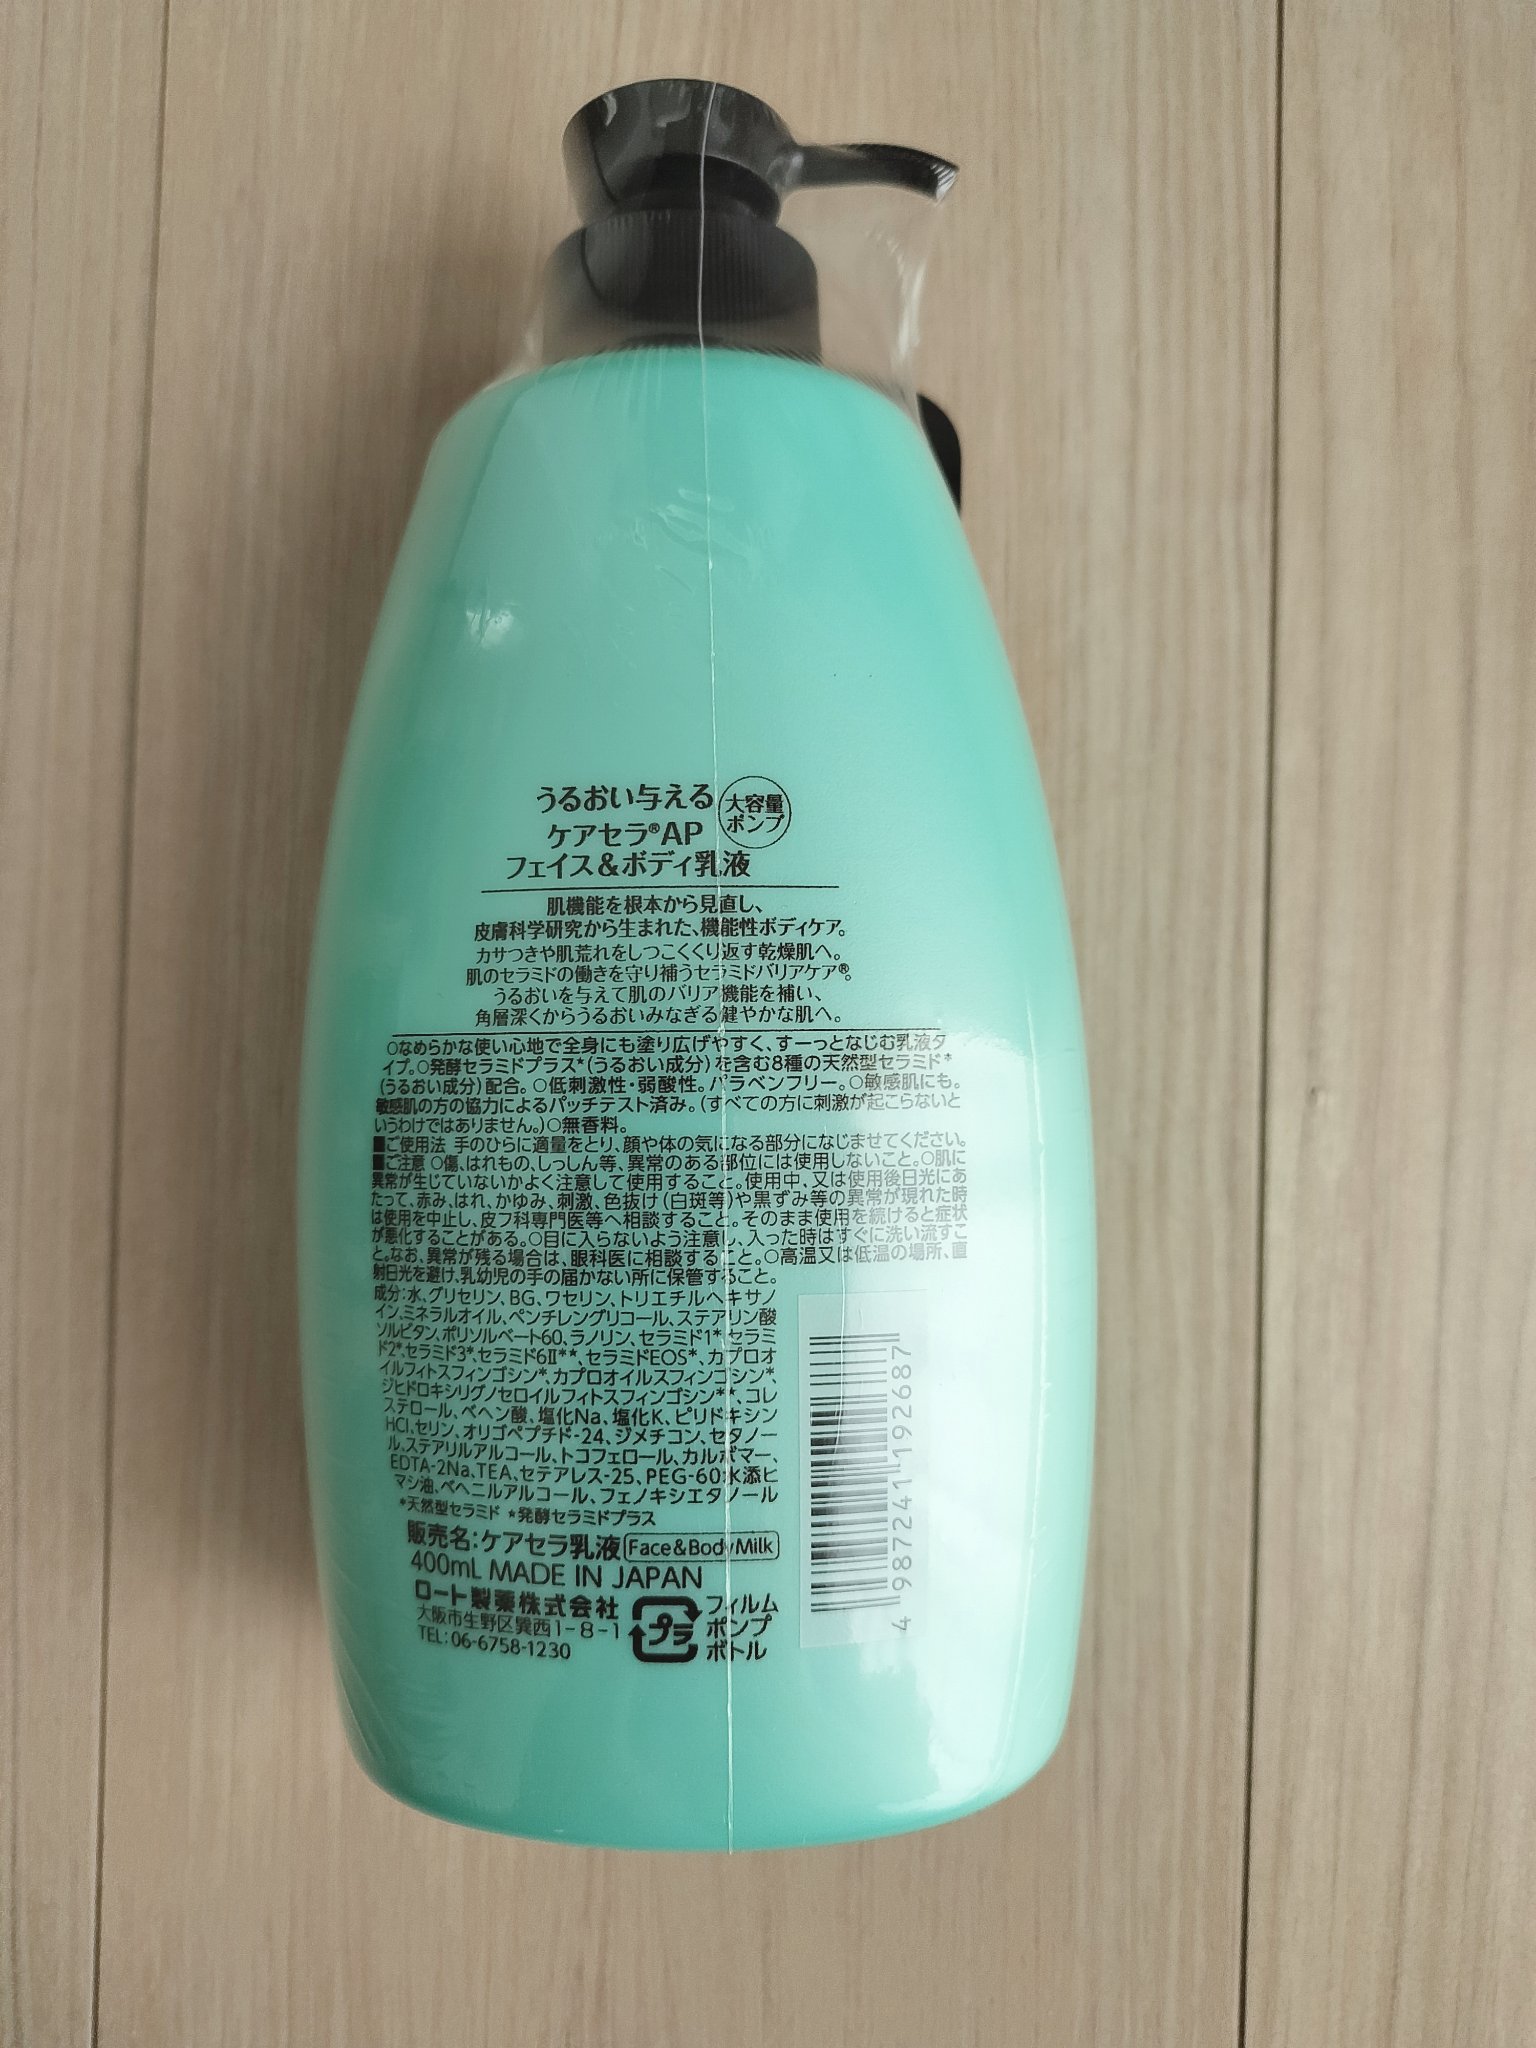 うるおい与える
大容量
ポンプ
ケアセラ®AP
フェイス&ボディ乳液
肌機能を根本から見直し、
皮膚科学研究から生まれた、機能性ボディケア。
カサつきや肌荒れをしつこくくり返す乾燥肌へ。
肌のセラミドの働きを守り補うセラミドバリアケア®。
うるおいを与えて肌のバリア機能を補い、
角層深くからうるおいみなぎる健やかな肌へ。
○なめらかな使い心地で全身にも塗り広げやすく、すーっとなじむ乳液タ
イプ。○発酵セラミドプラス*(うるおい成分)を含む8種の天然型セラミド*
(うるおい成分)配合。○低刺激性・弱酸性。パラベンフリー。○敏感肌にも。
敏感肌の方の協力によるパッチテスト済み。(すべての方に刺激が起こらないと
いうわけではありません。)○無香料。
■ご使用法 手のひらに適量をとり、顔や体の気になる部分になじませてください。
■ご注意 ○傷、はれもの、しっしん等、異常のある部位には使用しないこと。○肌に
異常が生じていないかよく注意して使用すること。使用中、又は使用後日光にあ
たって、赤み、はれ、かゆみ、刺激、色抜け(白斑等)や黒ずみ等の異常が現れた時
は使用を中止し、皮フ科専門医等へ相談すること。そのまま使用を続けると症状
が悪化することがある。○目に入らないよう注意し、入った時はすぐに洗い流すこ
と。なお、異常が残る場合は、眼科医に相談すること。○高温又は低温の場所、直
射日光を避け、乳幼児の手の届かない所に保管すること。
成分:水、グリセリン、BG、ワセリン、トリエチルヘキサノ
イン、ミネラルオイル、ペンチレングリコール、ステアリン酸
ソルビタン、ポリソルベート60、ラノリン、セラミド1*、セラミ
ド2*、セラミド3*、セラミド6Ⅱ*★、セラミドEOS*、カプロオ
イルフィトスフィンゴシン*、カプロオイルスフィンゴシン*、
ジヒドロキシリグノセロイルフィトスフィンゴシン*★、コレ
ステロール、ベヘン酸、塩化Na、塩化K、ピリドキシン
HCl、セリン、オリゴペプチド-24、ジメチコン、セタノー
ル、ステアリルアルコール、トコフェロール、カルボマー、
EDTA-2Na、TEA、セテアレス-25、PEG-60水添ヒ
マシ油、ベヘニルアルコール、フェノキシエタノール
*天然型セラミド ★発酵セラミドプラス
販売名:ケアセラ乳液 Face&Body Milk
400mL MADE IN JAPAN
ロート製薬株式会社
大阪市生野区巽西1-8-1
TEL:06-6758-1230
プラ
フィルム
ポンプ
ボトル
4 987241 192687